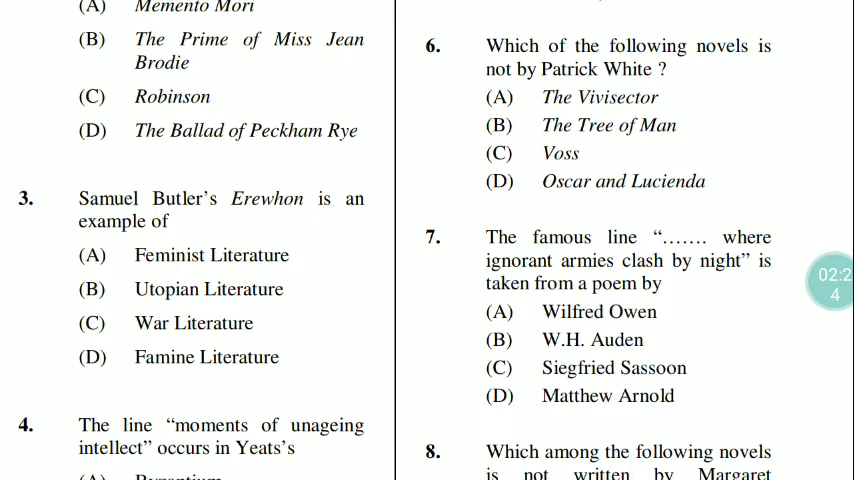 (A) Memento Mori
(B) The Prime of Miss Jean
Brodie
(C) Robinson
(D) The Ballad of Peckham Rye
3. Samuel Butler's Erewhon is an
example of
(A) Feminist Literature
(B) Utopian Literature
(C) War Literature
(D) Famine Literature
4. The line “moments of unageing
intellect” occurs in Yeats's
(A) Byzantium
6. Which of the following novels is
not by Patrick White ?
(A) The Vivisector
(B) The Tree of Man
(C) Voss
(D) Oscar and Lucienda
7. The famous line “....... where
ignorant armies clash by night” is
taken from a poem by
(A) Wilfred Owen
(B) W.H. Auden
(C) Siegfried Sassoon
(D) Matthew Arnold
8. Which among the following novels
is not written by Margaret
02:2
4